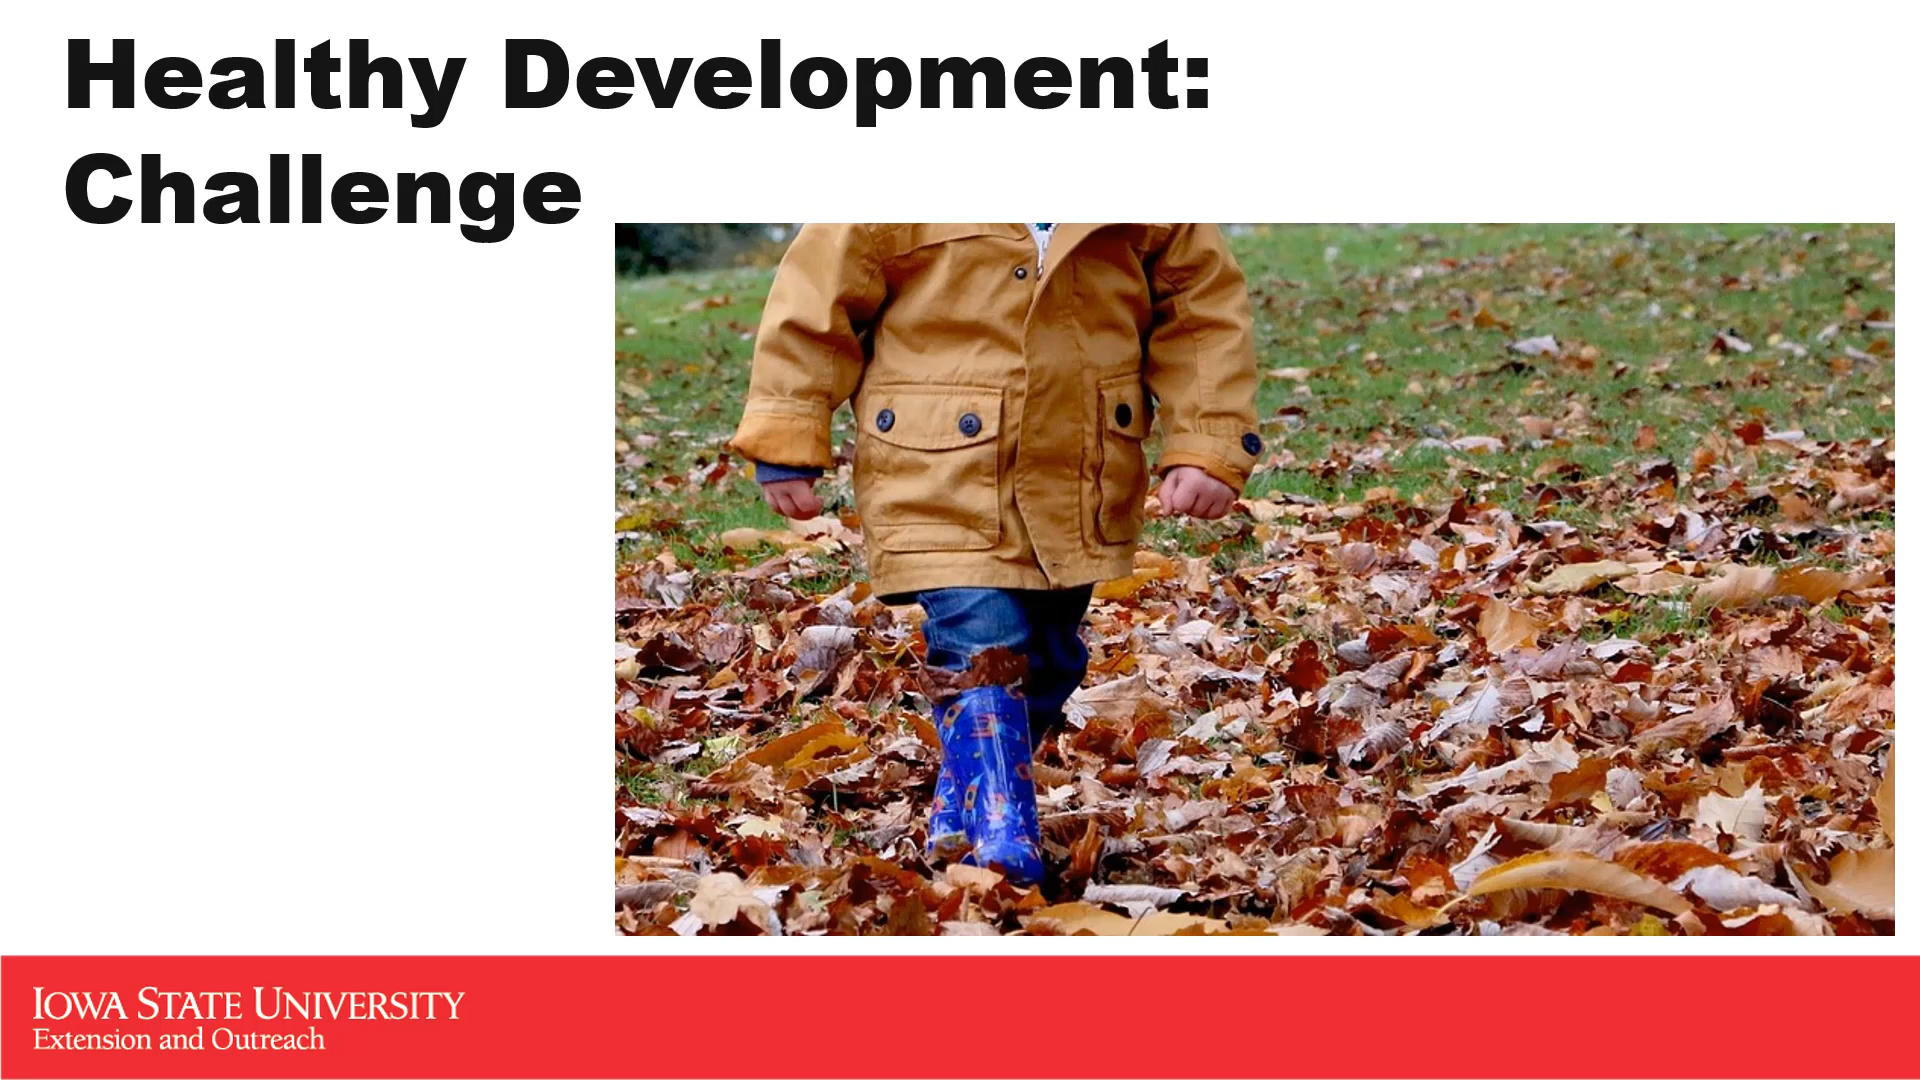 Healthy Development:
Challenge
IOWA STATE UNIVERSITY
Extension and Outreach